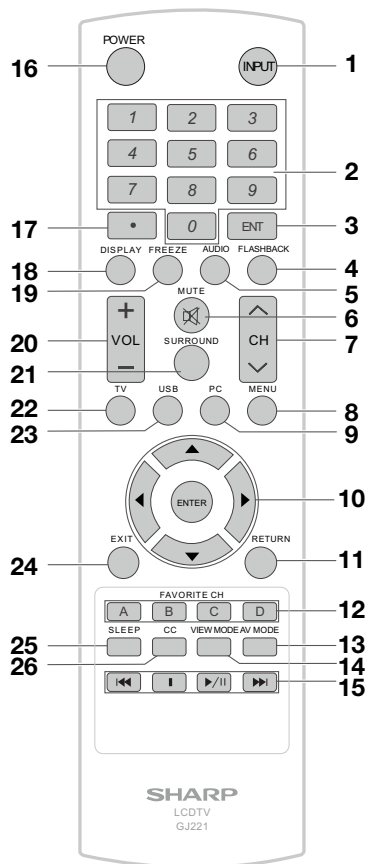 POWER
16 INPUT 1
1 2 3
4 5 6 2
7 8 9
17 • 0 ENT 3
DISPLAY FREEZE AUDIO FLASHBACK
18 4
19 5
MUTE
6
+
20 VOL CH 7
−
SURROUND
21
TV USB PC MENU
22 8
23 9
ENTER 10
EXIT RETURN
24 11
FAVORITE CH
A B C D 12
SLEEP CC VIEW MODE AV MODE
25 13
26 14
15
SHARP
LCDTV
GJ221